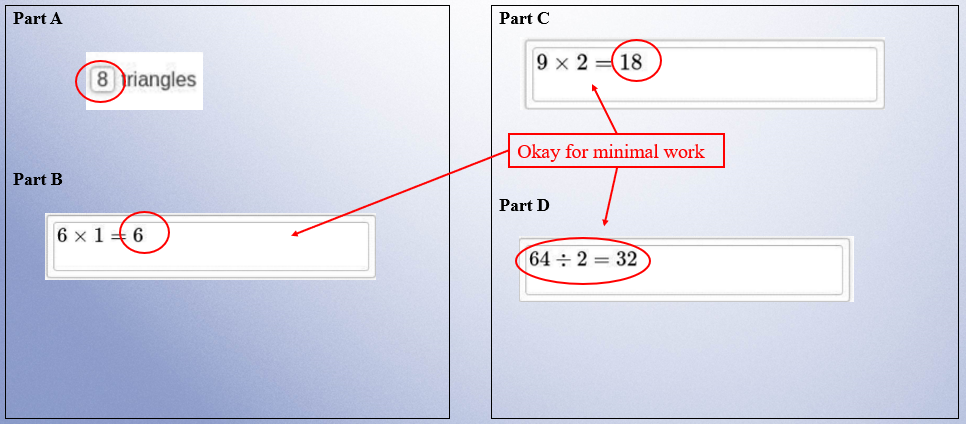 Part A
8 triangles
Part B
6 × 1 = 6
Part C
9 × 2 = 18
Okay for minimal work
Part D
64 ÷ 2 = 32